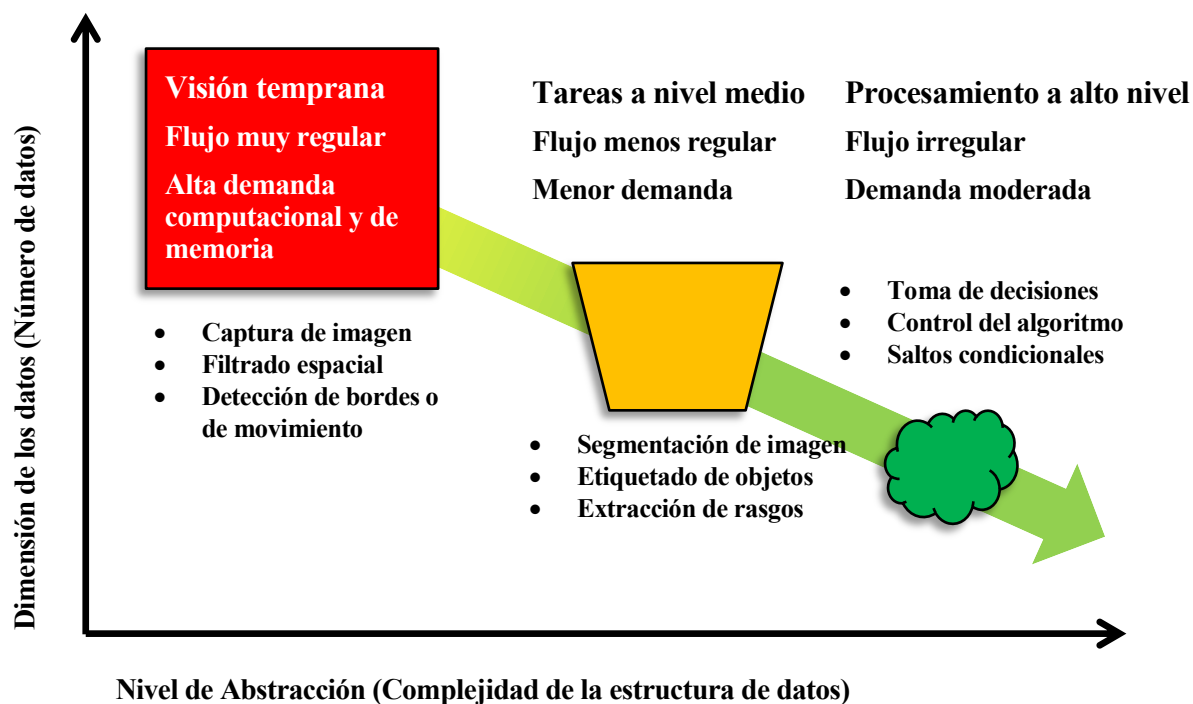 Dimensión de los datos (Número de datos)
Visión temprana
Flujo muy regular
Alta demanda
computacional y de
memoria
• Captura de imagen
• Filtrado espacial
• Detección de bordes o
de movimiento
Tareas a nivel medio
Flujo menos regular
Menor demanda
• Segmentación de imagen
• Etiquetado de objetos
• Extracción de rasgos
Procesamiento a alto nivel
Flujo irregular
Demanda moderada
• Toma de decisiones
• Control del algoritmo
• Saltos condicionales
Nivel de Abstracción (Complejidad de la estructura de datos)